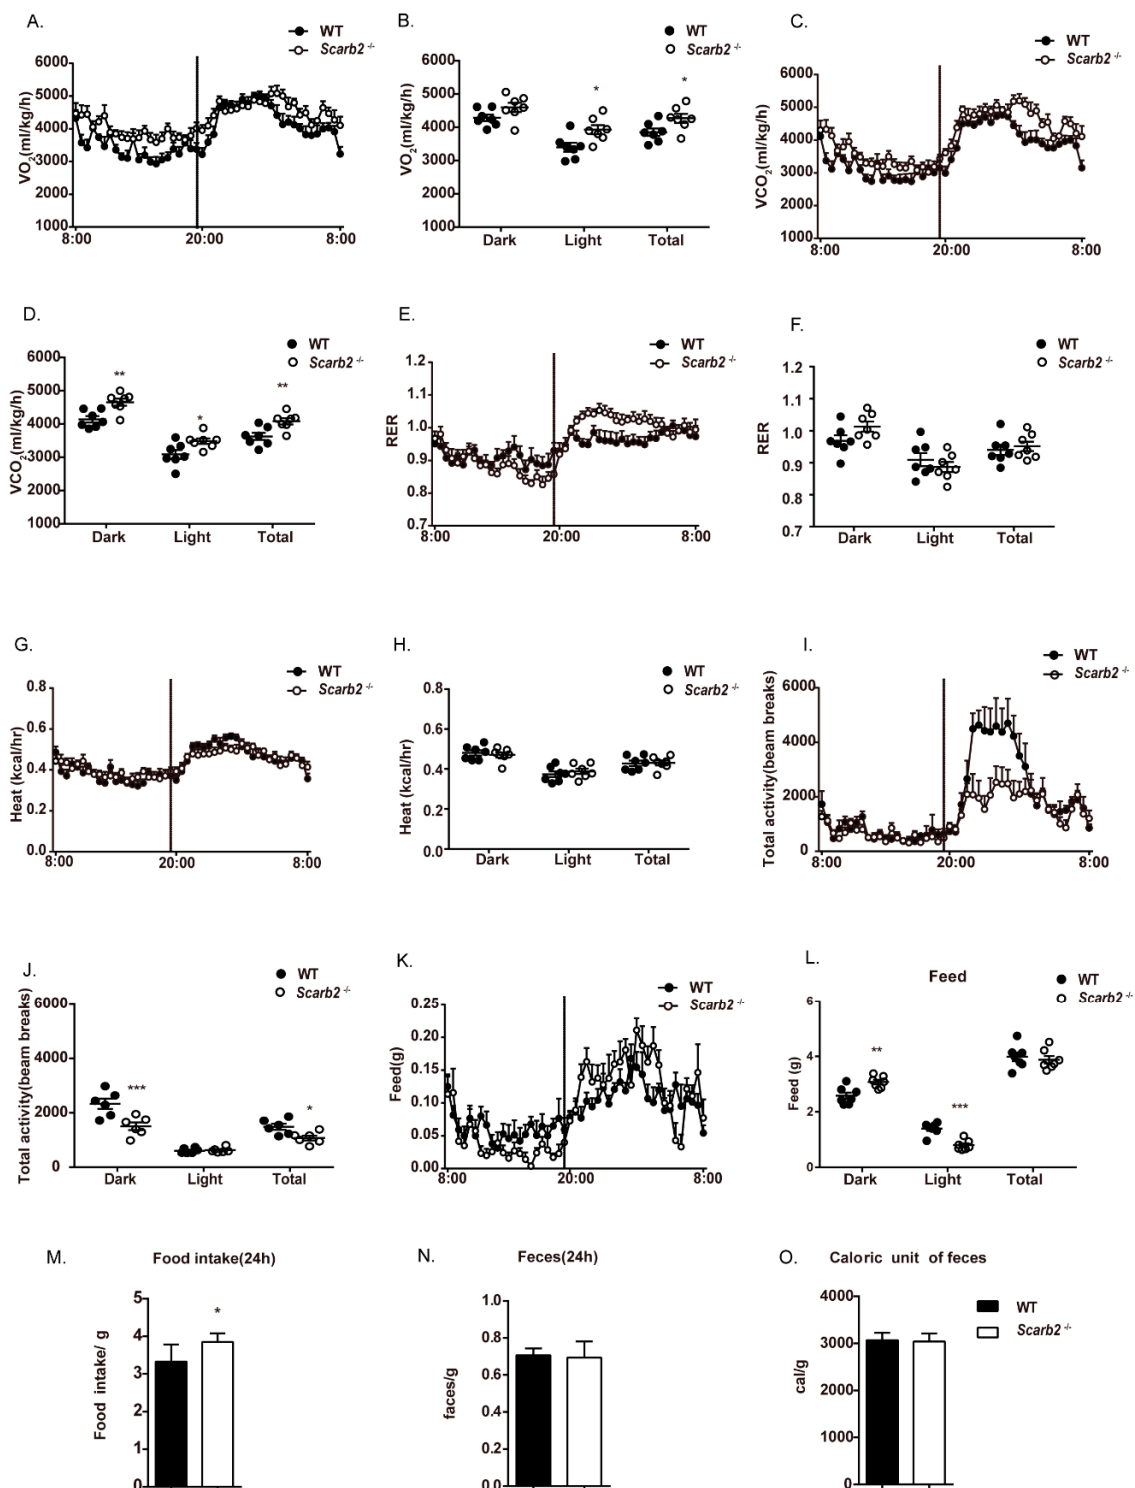 A.
WT
Scarb2 -/-
VO2(ml/kg/h)
6000
5000
4000
3000
2000
1000
8:00
20:00
8:00
B.
WT
Scarb2 -/-
VO2(ml/kg/h)
6000
5000
4000
3000
2000
1000
*
*
Dark
Light
Total
C.
WT
Scarb2 -/-
VCO2(ml/kg/h)
6000
5000
4000
3000
2000
1000
8:00
20:00
8:00
D.
WT
Scarb2 -/-
VCO2(ml/kg/h)
6000
5000
4000
3000
2000
1000
**
*
**
Dark
Light
Total
E.
WT
Scarb2 -/-
RER
1.2
1.1
1.0
0.9
0.8
0.7
8:00
20:00
8:00
F.
WT
Scarb2 -/-
RER
1.2
1.1
1.0
0.9
0.8
0.7
Dark
Light
Total
G.
WT
Scarb2 -/-
Heat (kcal/hr)
0.8
0.6
0.4
0.2
0.0
8:00
20:00
8:00
H.
WT
Scarb2 -/-
Heat (kcal/hr)
0.8
0.6
0.4
0.2
0.0
Dark
Light
Total
I.
WT
Scarb2 -/-
Total activity(beam breaks)
6000
4000
2000
0
8:00
20:00
8:00
J.
WT
Scarb2 -/-
Total activity(beam breaks)
6000
4000
2000
0
***
*
Dark
Light
Total
K.
WT
Scarb2 -/-
Feed(g)
0.25
0.20
0.15
0.10
0.05
0.00
8:00
20:00
8:00
L.
Feed
WT
Scarb2 -/-
Feed (g)
6
4
2
0
**
***
Dark
Light
Total
M.
Food intake(24h)
Food intake/ g
5
4
3
2
1
0
*
N.
Feces(24h)
faces/g
1.0
0.8
0.6
0.4
0.2
0.0
O.
Caloric unit of feces
cal/g
4000
3000
2000
1000
0
WT
Scarb2 -/-